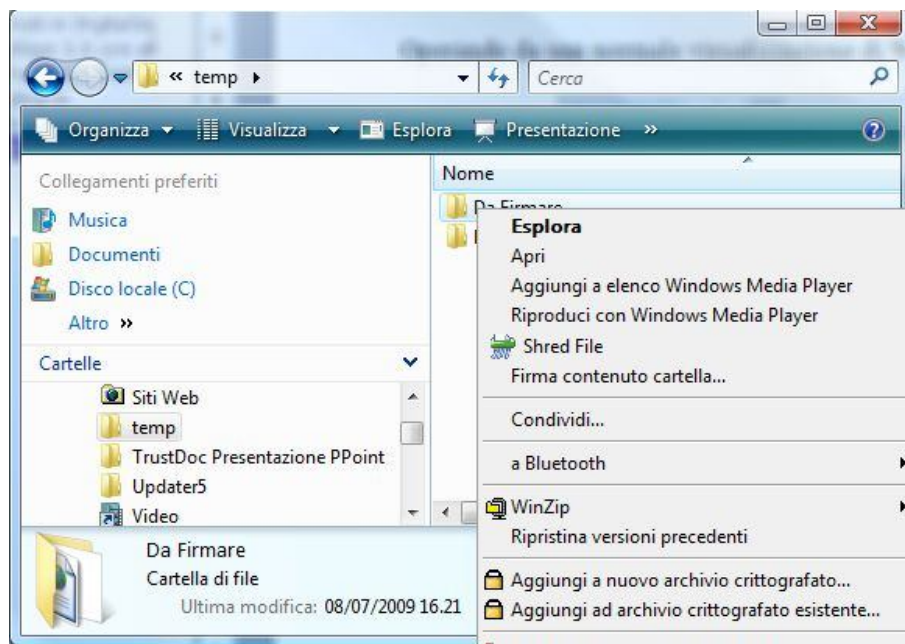 « temp
Cerca
Organizza Visualizza Esplora Presentazione »
Collegamenti preferiti
Musica
Documenti
Disco locale (C)
Altro »
Cartelle
Siti Web
temp
TrustDoc Presentazione PPoint
Updater5
Video
Nome
Da Firmare
Esplora
Apri
Aggiungi a elenco Windows Media Player
Riproduci con Windows Media Player
Shred File
Firma contenuto cartella...
Condividi...
a Bluetooth
WinZip
Ripristina versioni precedenti
Aggiungi a nuovo archivio crittografato...
Aggiungi ad archivio crittografato esistente...
Da Firmare
Cartella di file
Ultima modifica: 08/07/2009 16.21